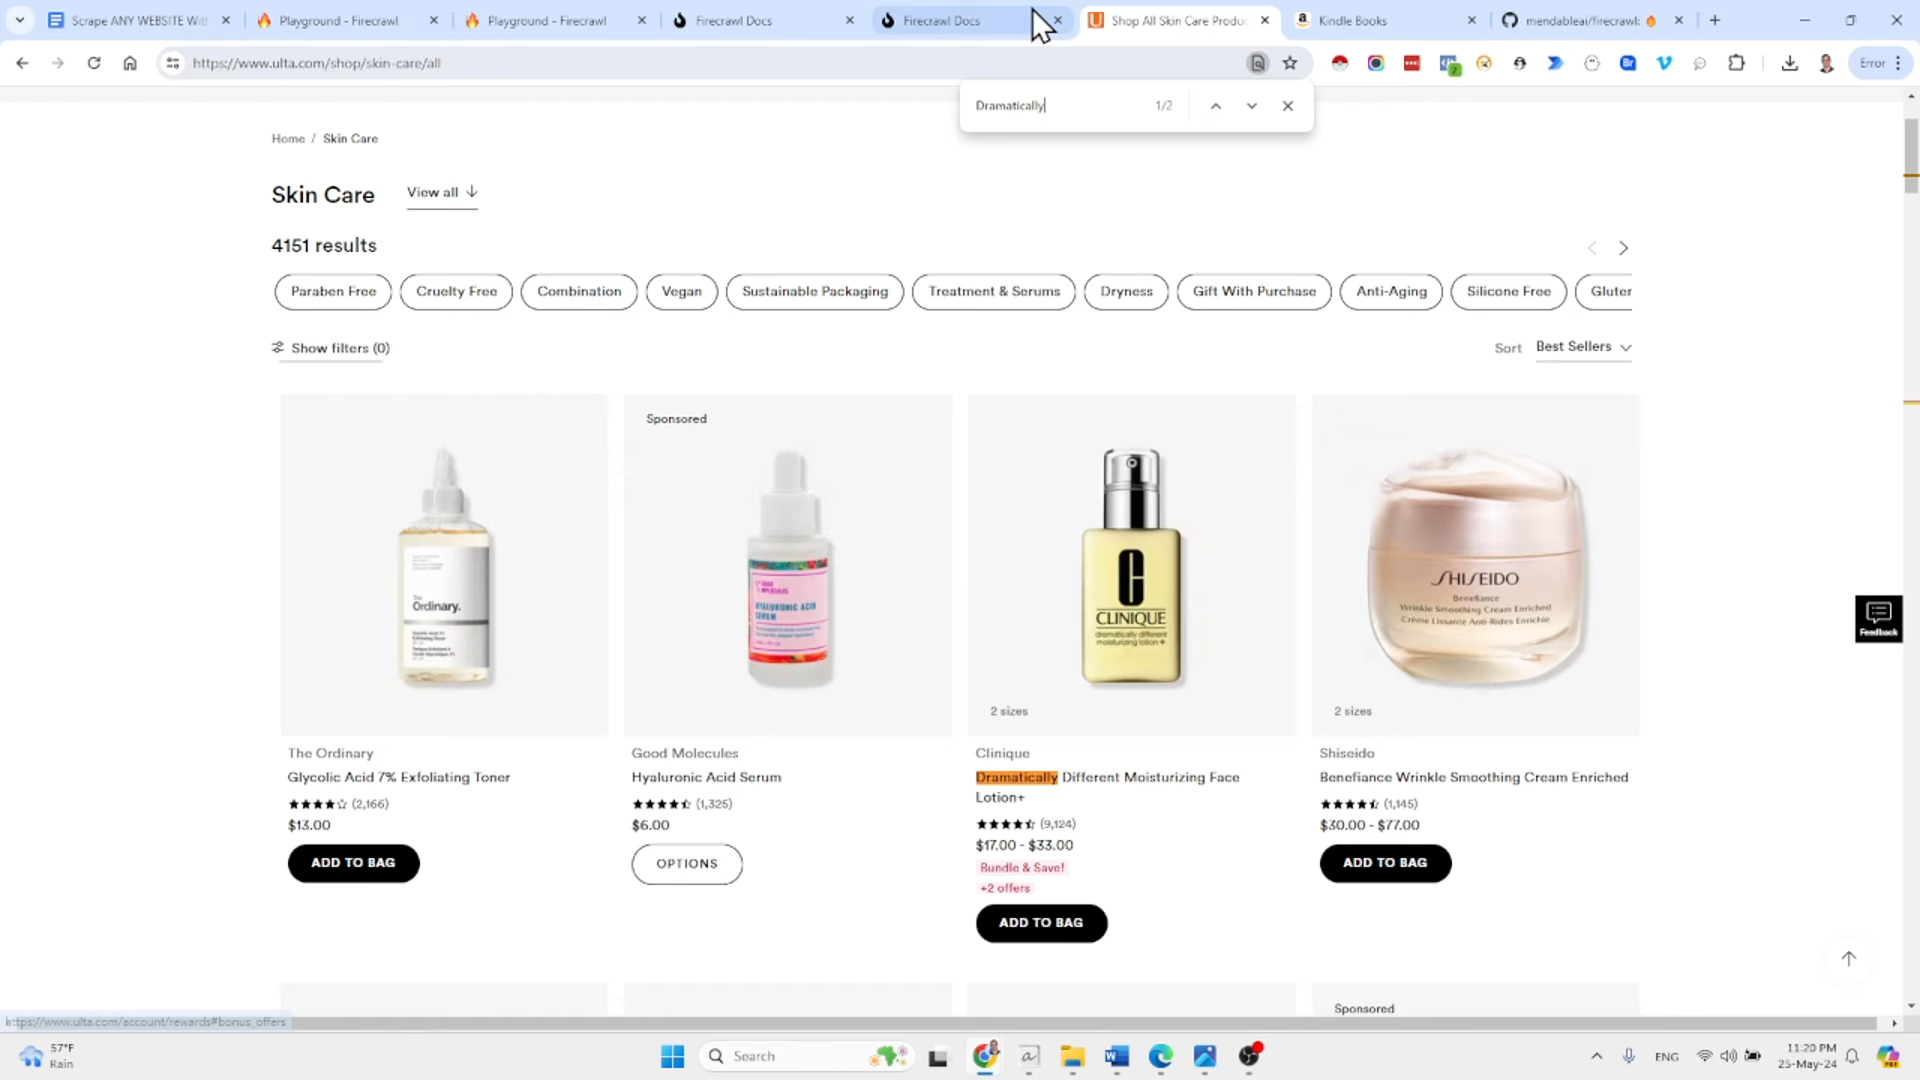 Scrape ANY WEBSITE Wit
Playground - Firecrawl
Playground - Firecrawl
Firecrawl Docs
Firecrawl Docs
Shop All Skin Care Produc
Kindle Books
mendableai/firecrawl:
https://www.ulta.com/shop/skin-care/all
2
Error
Dramatically
1/2
Home / Skin Care
Skin Care
View all
4151 results
Paraben Free
Cruelty Free
Combination
Vegan
Sustainable Packaging
Treatment & Serums
Dryness
Gift With Purchase
Anti-Aging
Silicone Free
Gluter
Show filters (0)
Sort
Best Sellers
The
Ordinary.
Sponsored
HYALURONIC ACID
SERUM
CLINIQUE
dramatically different
moisturizing lotion +
2 sizes
SHISEIDO
Benefiance
Wrinkle Smoothing Cream Enriched
Crème Lissante Anti-Rides Enrichie
2 sizes
Feedback
The Ordinary
Glycolic Acid 7% Exfoliating Toner
(2,166)
$13.00
ADD TO BAG
Good Molecules
Hyaluronic Acid Serum
(1,325)
$6.00
OPTIONS
Clinique
Dramatically Different Moisturizing Face
Lotion+
(9,124)
$17.00 - $33.00
Bundle & Save!
+2 offers
ADD TO BAG
Shiseido
Benefiance Wrinkle Smoothing Cream Enriched
(1,145)
$30.00 - $77.00
ADD TO BAG
Sponsored
https://www.ulta.com/account/rewards#bonus_offers
57°F
Rain
Search
ENG
11:20 PM
25-May-24